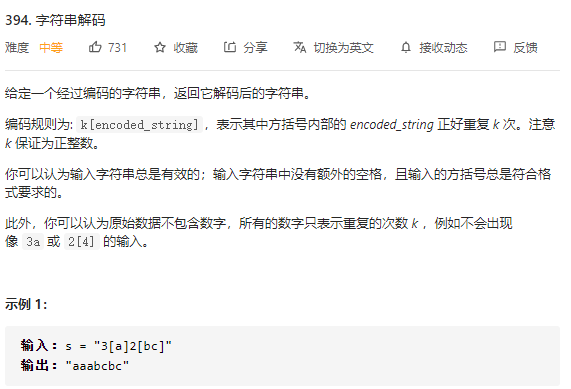 394. 字符串解码
难度 中等 731 收藏 分享 切换为英文 接收动态 反馈
给定一个经过编码的字符串，返回它解码后的字符串。
编码规则为: k[encoded_string]，表示其中方括号内部的 encoded_string 正好重复 k 次。注意
k 保证为正整数。
你可以认为输入字符串总是有效的；输入字符串中没有额外的空格，且输入的方括号总是符合格
式要求的。
此外，你可以认为原始数据不包含数字，所有的数字只表示重复的次数 k ，例如不会出现
像 3a 或 2[4] 的输入。
示例 1：
输入：s = "3[a]2[bc]"
输出："aaabcbc"